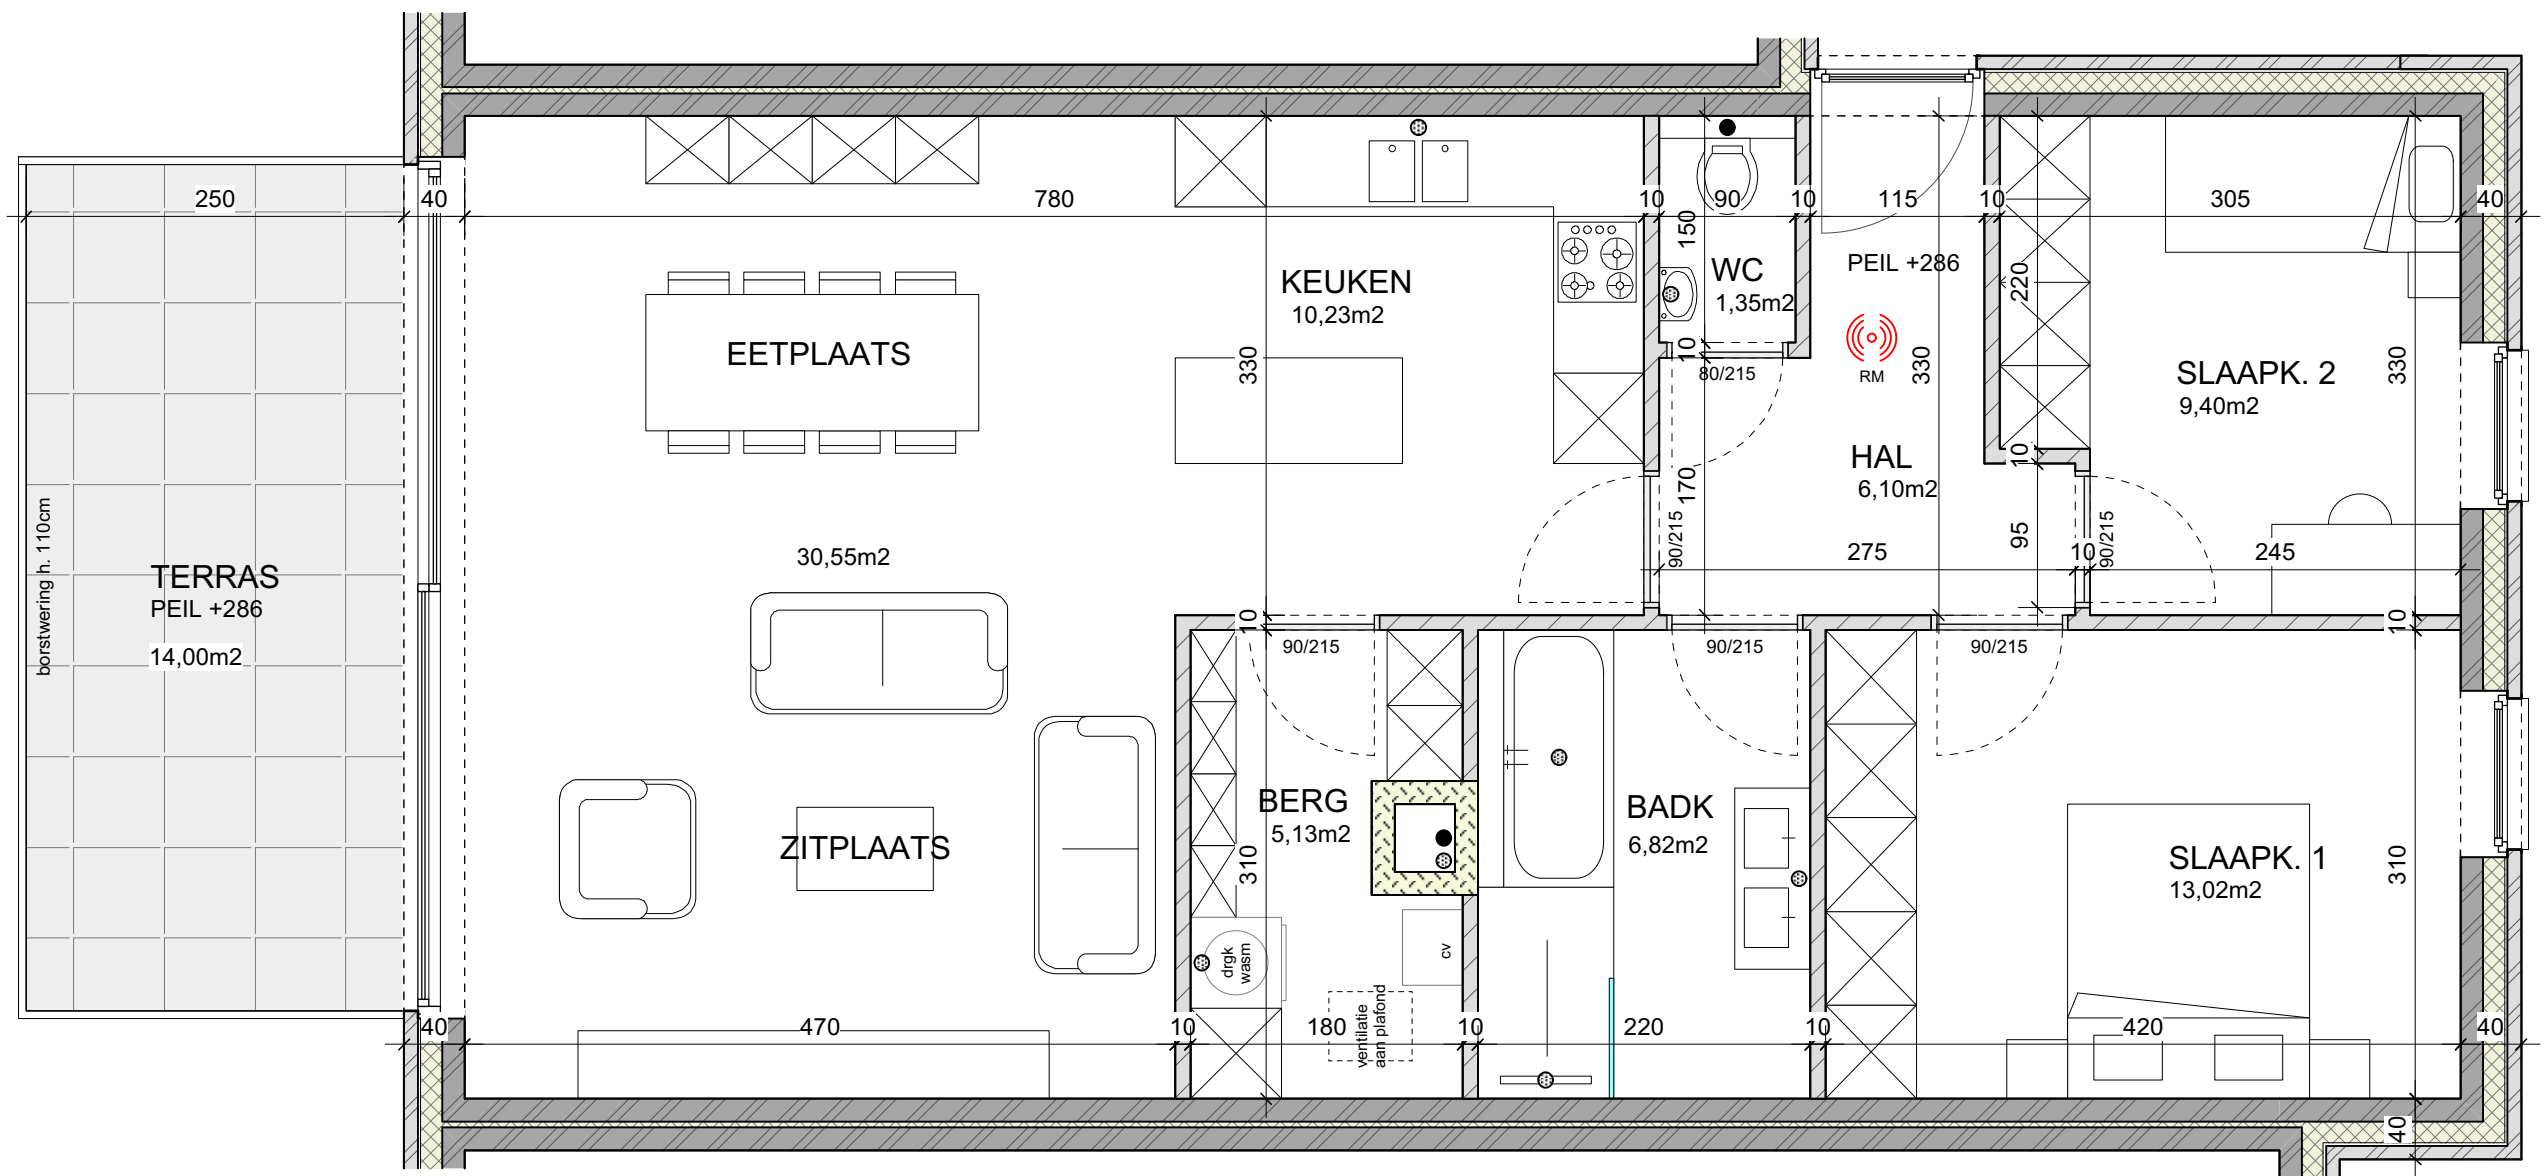 250
40
780
10
90
10
115
10
305
40
150
KEUKEN
10,23m2
WC
1,35m2
PEIL +286
220
EETPLAATS
330
10
80/215
RM
330
SLAAPK. 2
9,40m2
330
HAL
6,10m2
10
170
90/215
95
90/215
borstwering h. 110cm
TERRAS
PEIL +286
14,00m2
30,55m2
275
10
245
10
90/215
90/215
90/215
10
ZITPLAATS
BERG
5,13m2
310
BADK
6,82m2
SLAAPK. 1
13,02m2
310
drgk
wasm
cv
ventilatie
aan plafond
40
470
10
180
10
220
10
420
40
40